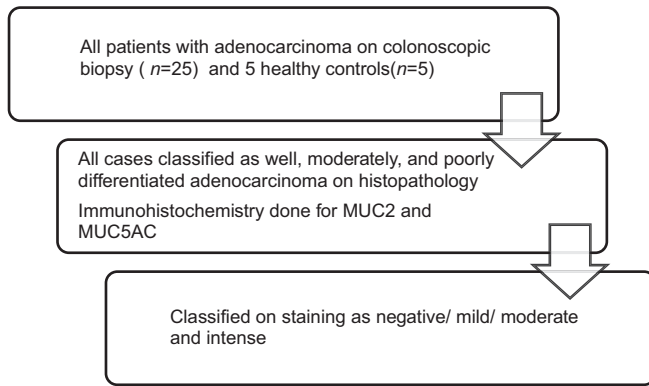 All patients with adenocarcinoma on colonoscopic
biopsy ( n=25) and 5 healthy controls(n=5)
All cases classified as well, moderately, and poorly
differentiated adenocarcinoma on histopathology
Immunohistochemistry done for MUC2 and
MUC5AC
Classified on staining as negative/ mild/ moderate
and intense